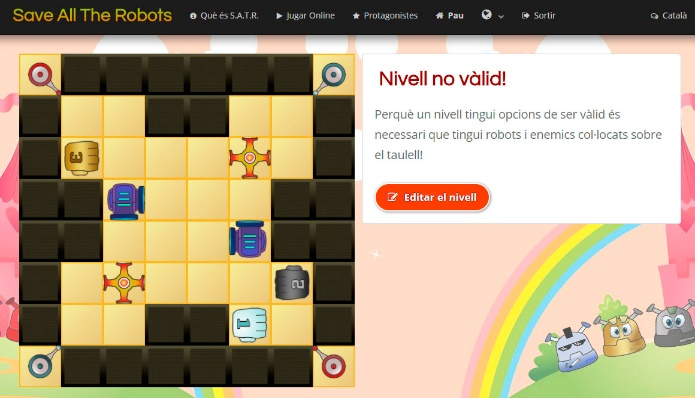 Save All The Robots
Què és S.A.T.R.
Jugar Online
Protagonistes
Pau
Sortir
Català
Nivell no vàlid!
Perquè un nivell tingui opcions de ser vàlid és
necessari que tingui robots i enemics col·locats sobre
el taulell!
Editar el nivell
3
2
1